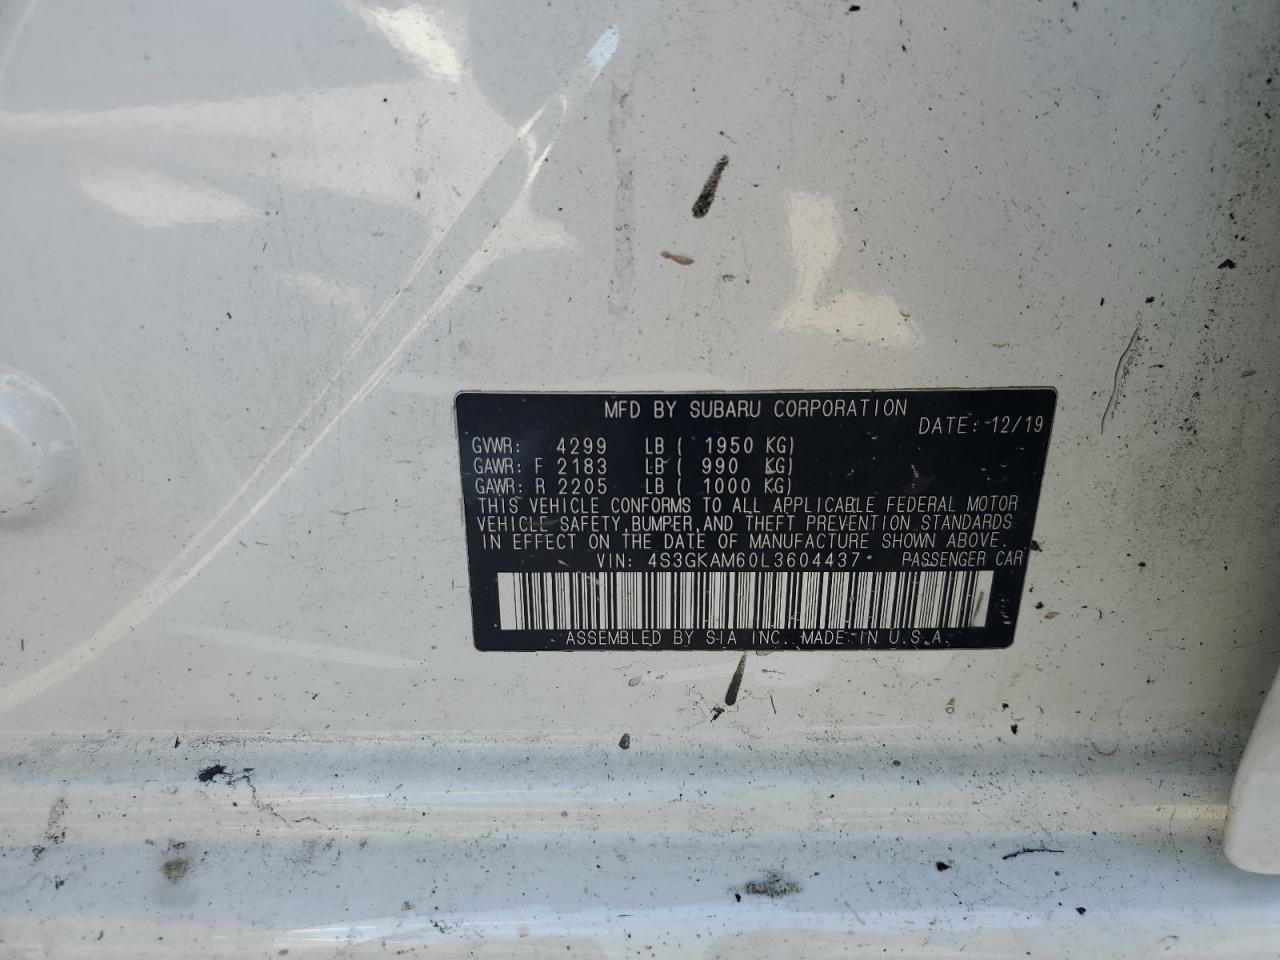 MFD BY SUBARU CORPORATION
DATE: 12/19
GVWR: 4299 LB ( 1950 KG)
GAWR: F 2183 LB ( 990 KG)
GAWR: R 2205 LB ( 1000 KG)
THIS VEHICLE CONFORMS TO ALL APPLICABLE FEDERAL MOTOR
VEHICLE SAFETY, BUMPER, AND THEFT PREVENTION STANDARDS
IN EFFECT ON THE DATE OF MANUFACTURE SHOWN ABOVE.
VIN: 4S3GKAM60L3604437 PASSENGER CAR
ASSEMBLED BY SIA INC. MADE IN U.S.A.